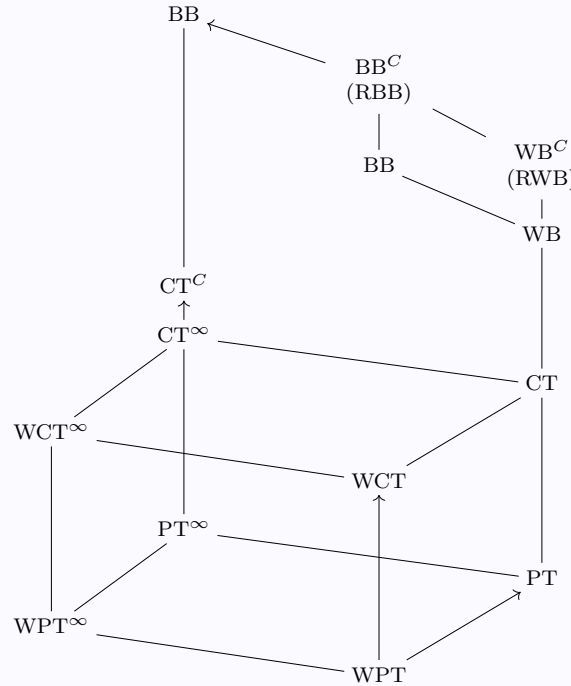 BB
BB^C
(RBB)
WB^C
(RWB)
BB
WB
CT^C
CT^∞
CT
WCT^∞
WCT
PT^∞
PT
WPT^∞
WPT